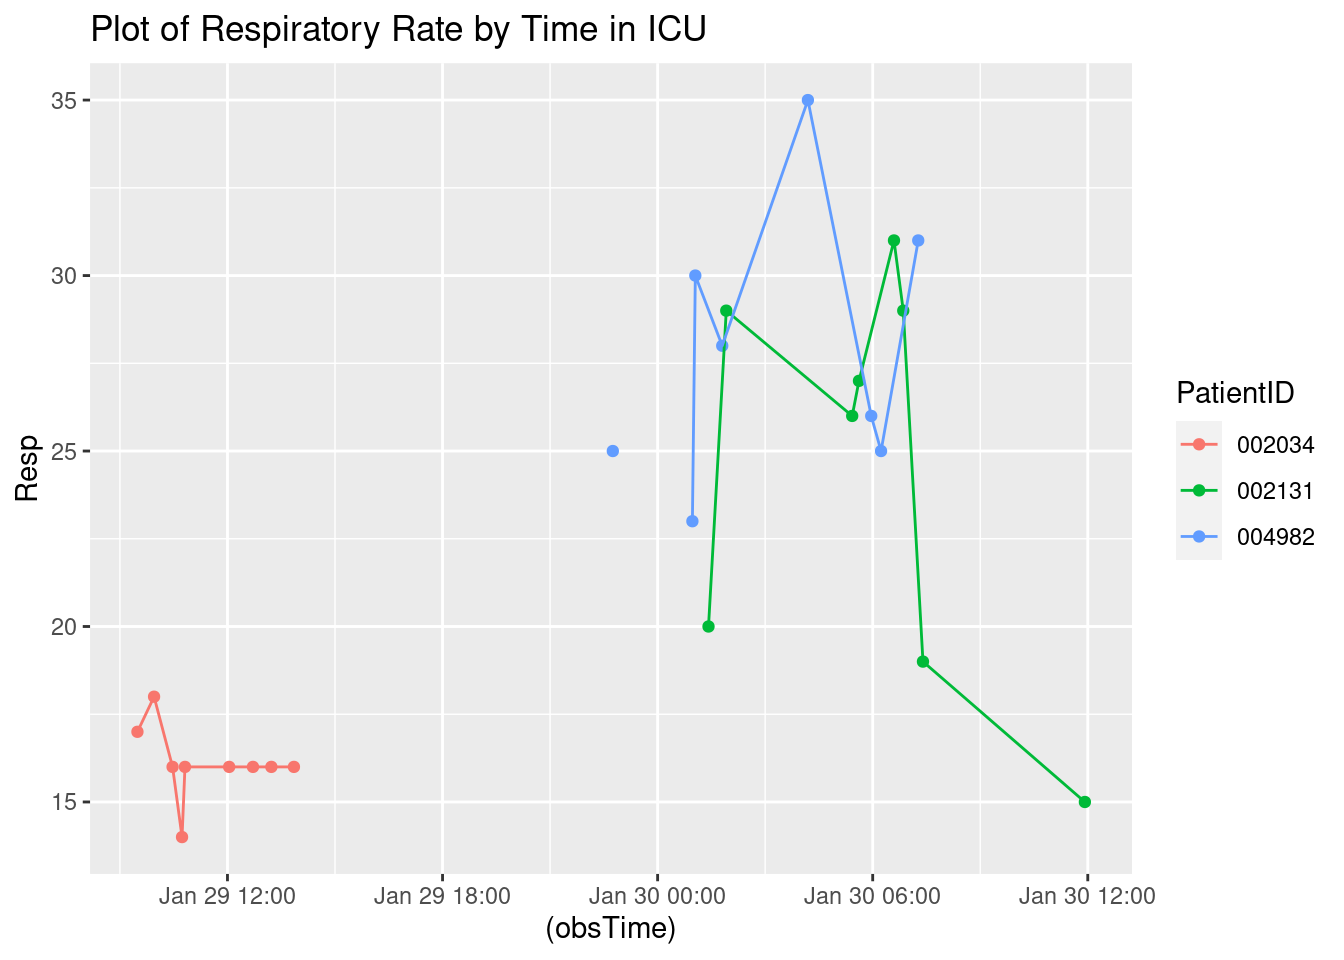 Plot of Respiratory Rate by Time in ICU
35
30
25
20
15
Resp
Jan 29 12:00
Jan 29 18:00
Jan 30 00:00
Jan 30 06:00
Jan 30 12:00
(obsTime)
PatientID
002034
002131
004982